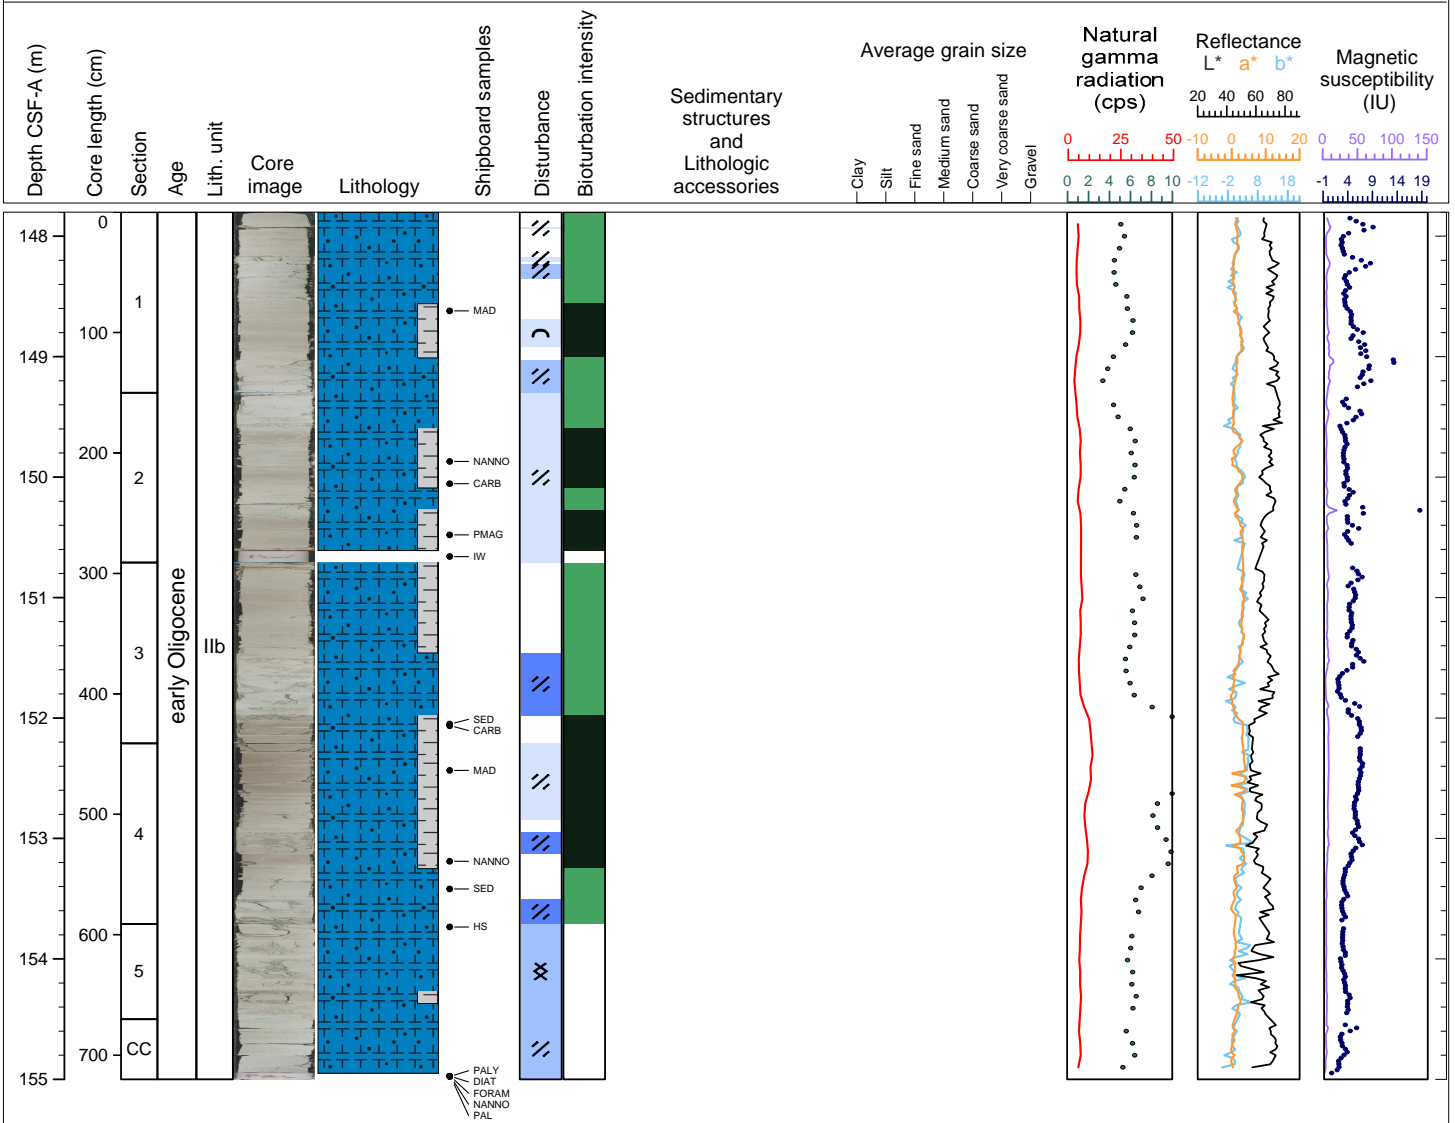 Depth CSF-A (m)
Core length (cm)
Section
Age
Lith. unit
Core
image
Lithology
Shipboard samples
Disturbance
Bioturbation intensity
Sedimentary
structures
and
Lithologic
accessories
Average grain size
Clay
Silt
Fine sand
Medium sand
Coarse sand
Very coarse sand
Gravel
Natural
gamma
radiation
(cps)
0 25 50
0 2 4 6 8 10
Reflectance
L* a* b*
20 40 60 80
-10 0 10 20
-12 -2 8 18
Magnetic
susceptibility
(IU)
0 50 100 150
-1 4 9 14 19
148
149
150
151
152
153
154
155
0
100
200
300
400
500
600
700
1
2
3
4
5
CC
early Oligocene
IIb
MAD
NANNO
CARB
PMAG
IW
SED
CARB
MAD
NANNO
SED
HS
PALY
DIAT
FORAM
NANNO
PAL